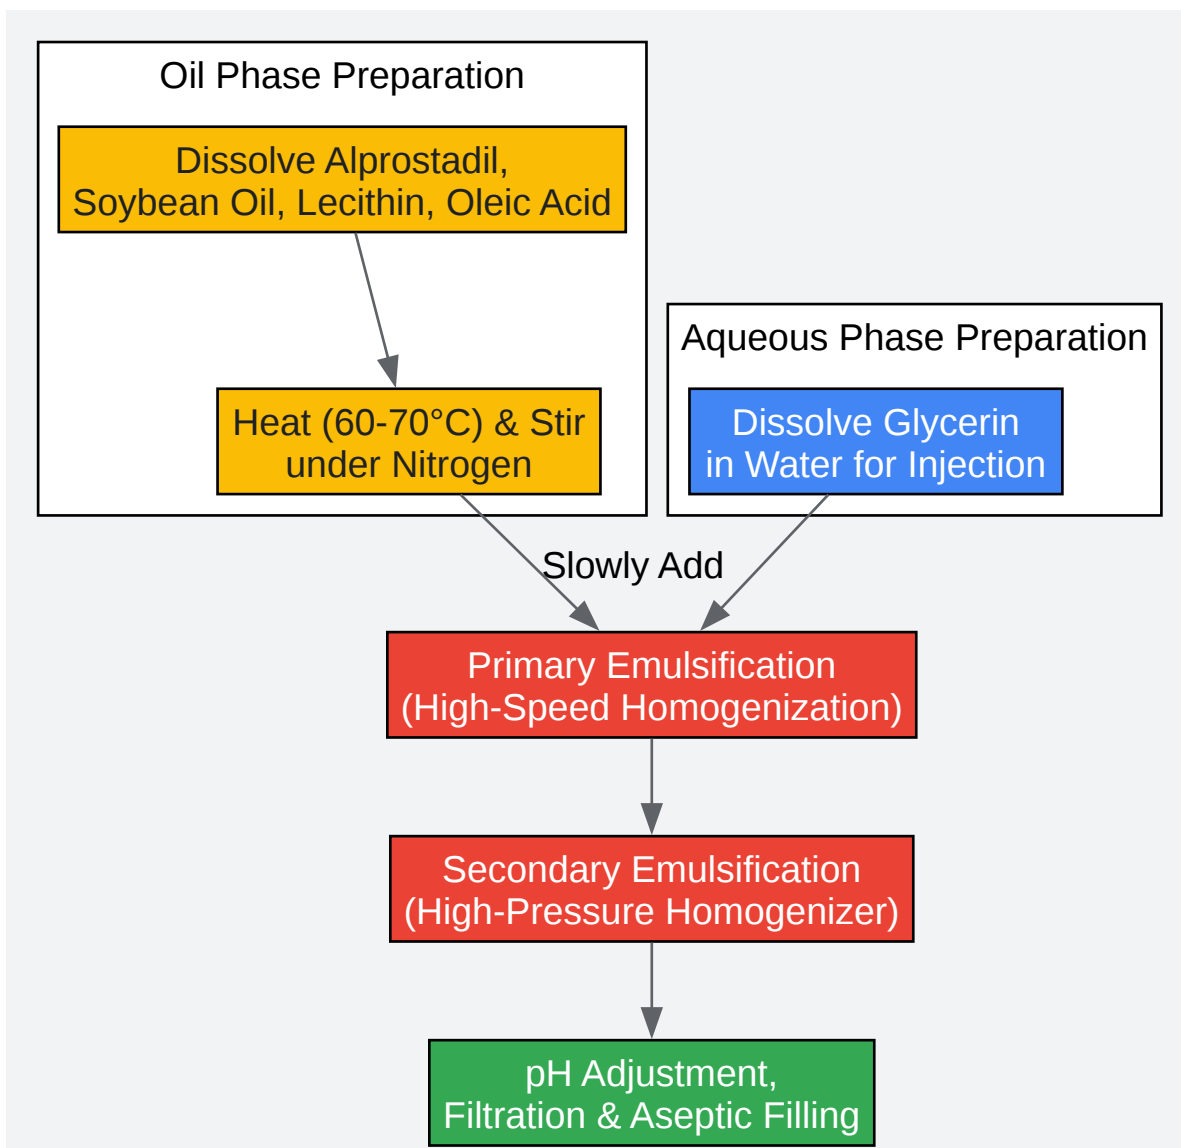 Oil Phase Preparation
Dissolve Alprostadil,
Soybean Oil, Lecithin, Oleic Acid
Heat (60-70°C) & Stir
under Nitrogen
Aqueous Phase Preparation
Dissolve Glycerin
in Water for Injection
Slowly Add
Primary Emulsification
(High-Speed Homogenization)
Secondary Emulsification
(High-Pressure Homogenizer)
pH Adjustment,
Filtration & Aseptic Filling